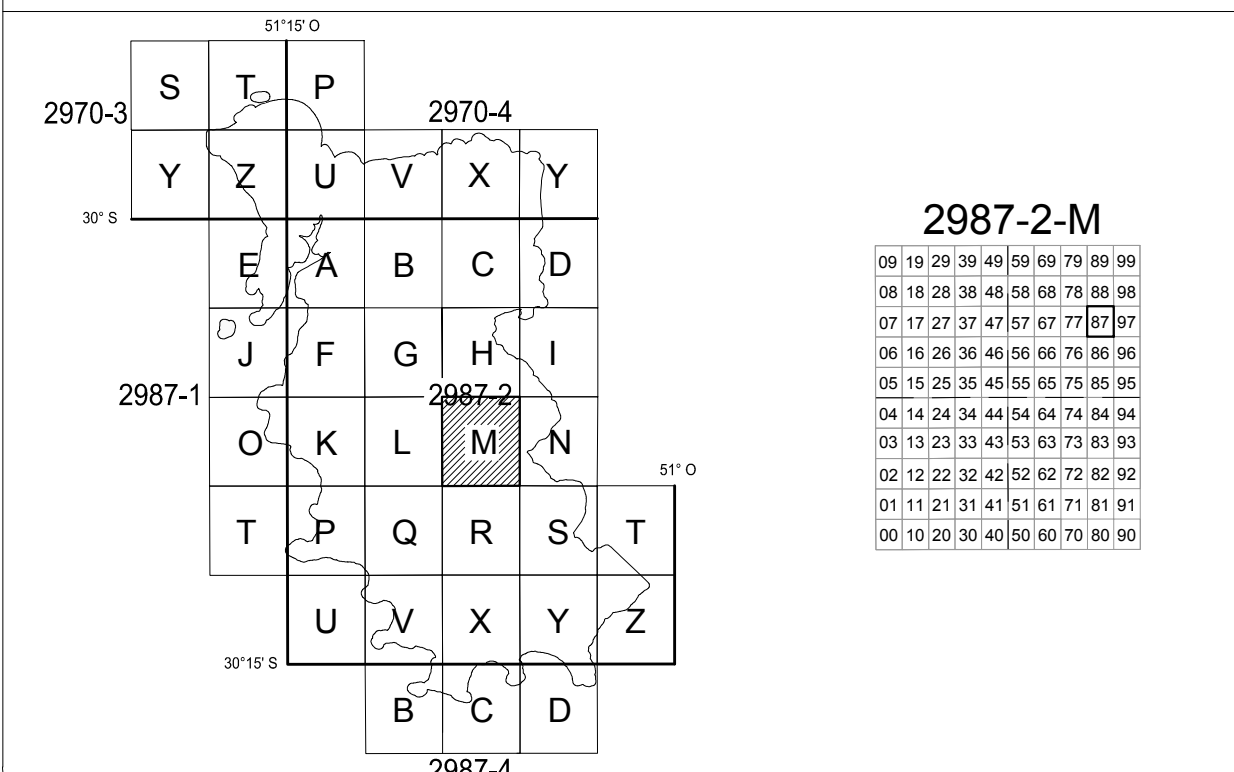 51°15' O
S T P
2970-3
2970-4
Y Z U V X Y
30° S
E A B C D
J F G H I
2987-1
2987-2
O K L M N
51° O
T P Q R S T
U V X Y Z
30°15' S
B C D
2987-4
2987-2-M
09 19 29 39 49 59 69 79 89 99
08 18 28 38 48 58 68 78 88 98
07 17 27 37 47 57 67 77 87 97
06 16 26 36 46 56 66 76 86 96
05 15 25 35 45 55 65 75 85 95
04 14 24 34 44 54 64 74 84 94
03 13 23 33 43 53 63 73 83 93
02 12 22 32 42 52 62 72 82 92
01 11 21 31 41 51 61 71 81 91
00 10 20 30 40 50 60 70 80 90